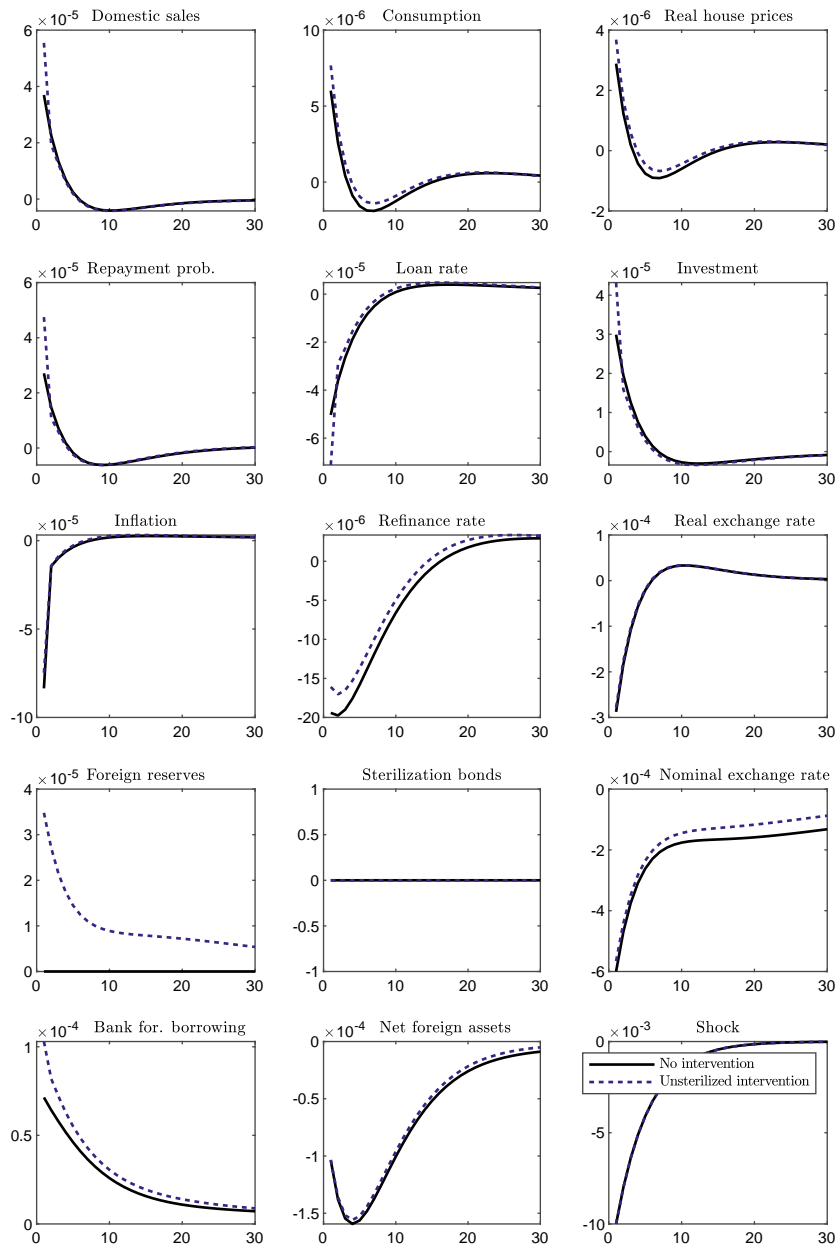 ×10⁻⁵ Domestic sales
6
4
2
0
0 10 20 30
×10⁻⁶ Consumption
10
5
0
0 10 20 30
×10⁻⁶ Real house prices
4
2
0
-2
0 10 20 30
×10⁻⁵ Repayment prob.
6
4
2
0
0 10 20 30
×10⁻⁵ Loan rate
0
-2
-4
-6
0 10 20 30
×10⁻⁵ Investment
4
3
2
1
0
0 10 20 30
×10⁻⁵ Inflation
0
-5
-10
0 10 20 30
×10⁻⁶ Refinance rate
0
-5
-10
-15
-20
0 10 20 30
×10⁻⁴ Real exchange rate
1
0
-1
-2
-3
0 10 20 30
×10⁻⁵ Foreign reserves
4
3
2
1
0
0 10 20 30
Sterilization bonds
1
0.5
0
-0.5
-1
0 10 20 30
×10⁻⁴ Nominal exchange rate
0
-2
-4
-6
0 10 20 30
×10⁻⁴ Bank for. borrowing
1
0.5
0
0 10 20 30
×10⁻⁴ Net foreign assets
0
-0.5
-1
-1.5
0 10 20 30
×10⁻³ Shock
0
No intervention
Unsterilized intervention
-5
-10
0 10 20 30